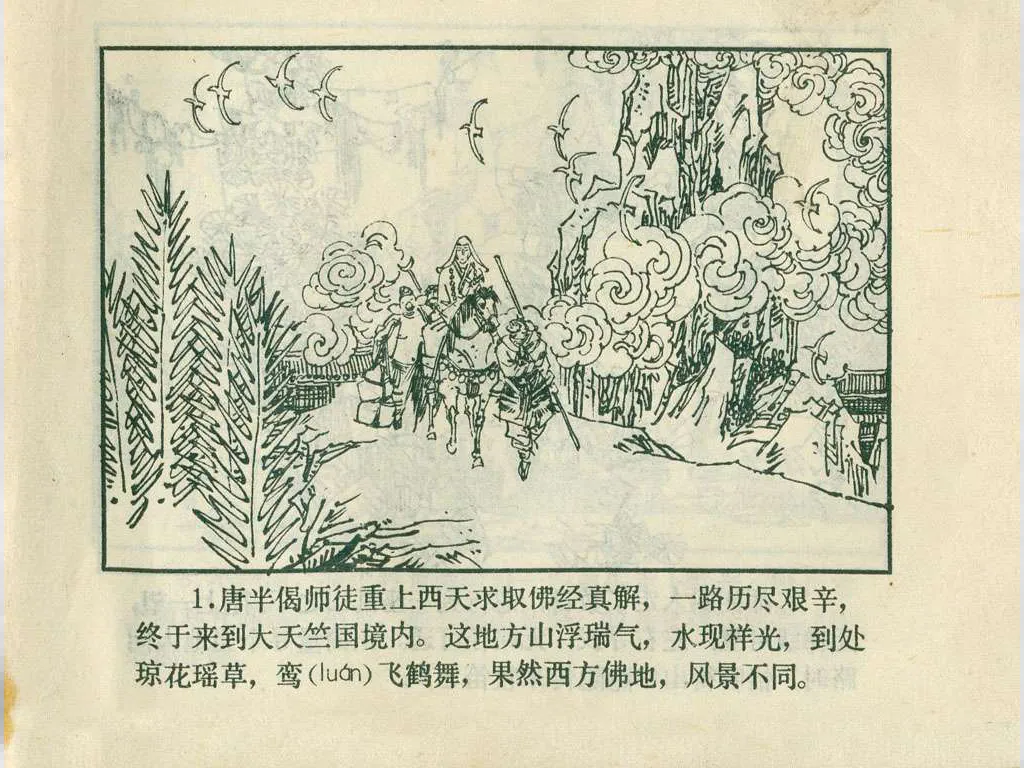 1.唐半偈师徒重上西天求取佛经真解，一路历尽艰辛，
终于来到大天竺国境内。这地方山浮瑞气，水现祥光，到处
琼花瑶草，鸾(luán)飞鹤舞，果然西方佛地，风景不同。